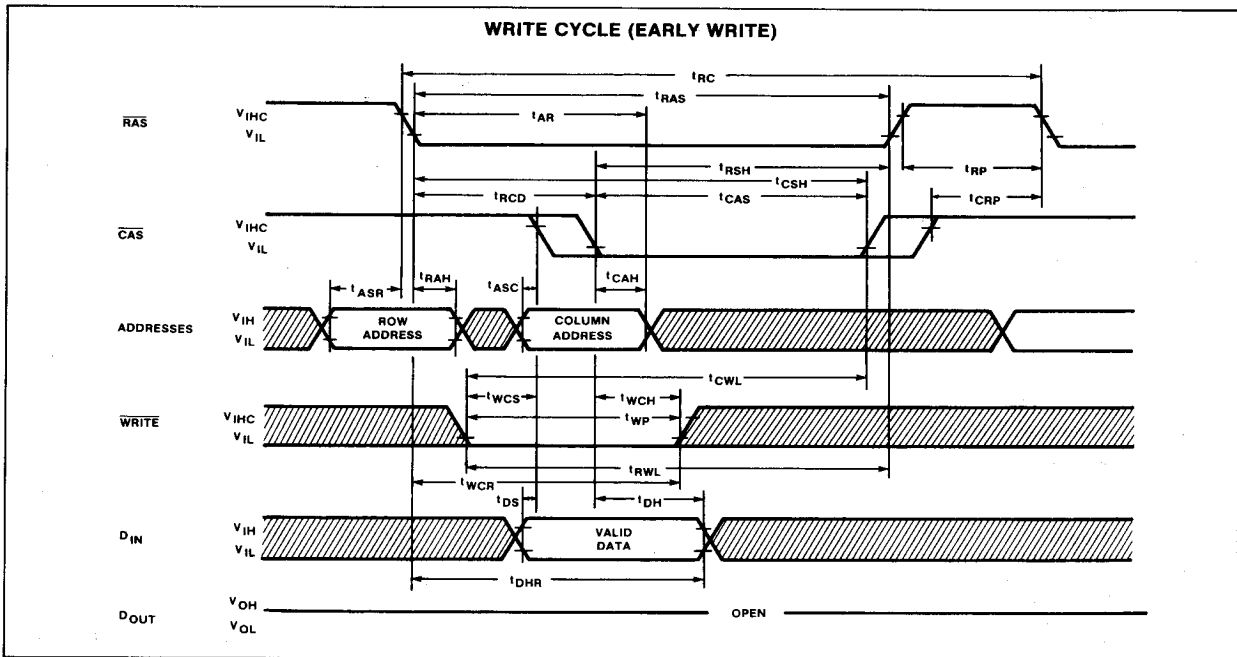 WRITE CYCLE (EARLY WRITE)
tRC
tRAS
tAR
RAS
VIHC
VIL
tRSH
tRP
tCSH
tRCD
tCAS
tCRP
CAS
VIHC
VIL
tASR
tRAH
tASC
tCAH
ADDRESSES
VIH
VIL
ROW
ADDRESS
COLUMN
ADDRESS
tCWL
tWCS
tWCH
WRITE
VIHC
VIL
tWP
tRWL
tWCR
tDS
tDH
DIN
VIH
VIL
VALID
DATA
tDHR
DOUT
VOH
VOL
OPEN